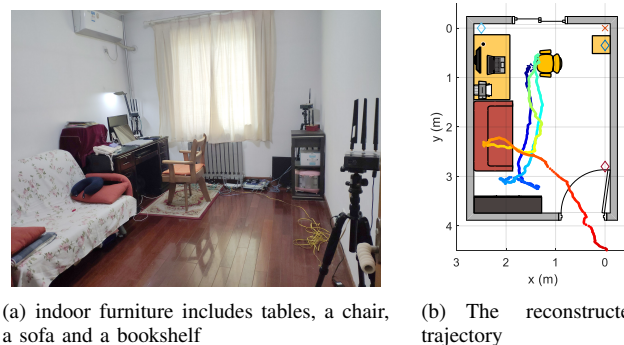 0
1
2
3
4
y (m)
3
2
1
0
x (m)
(a) indoor furniture includes tables, a chair,
a sofa and a bookshelf
(b) The reconstructe
trajectory